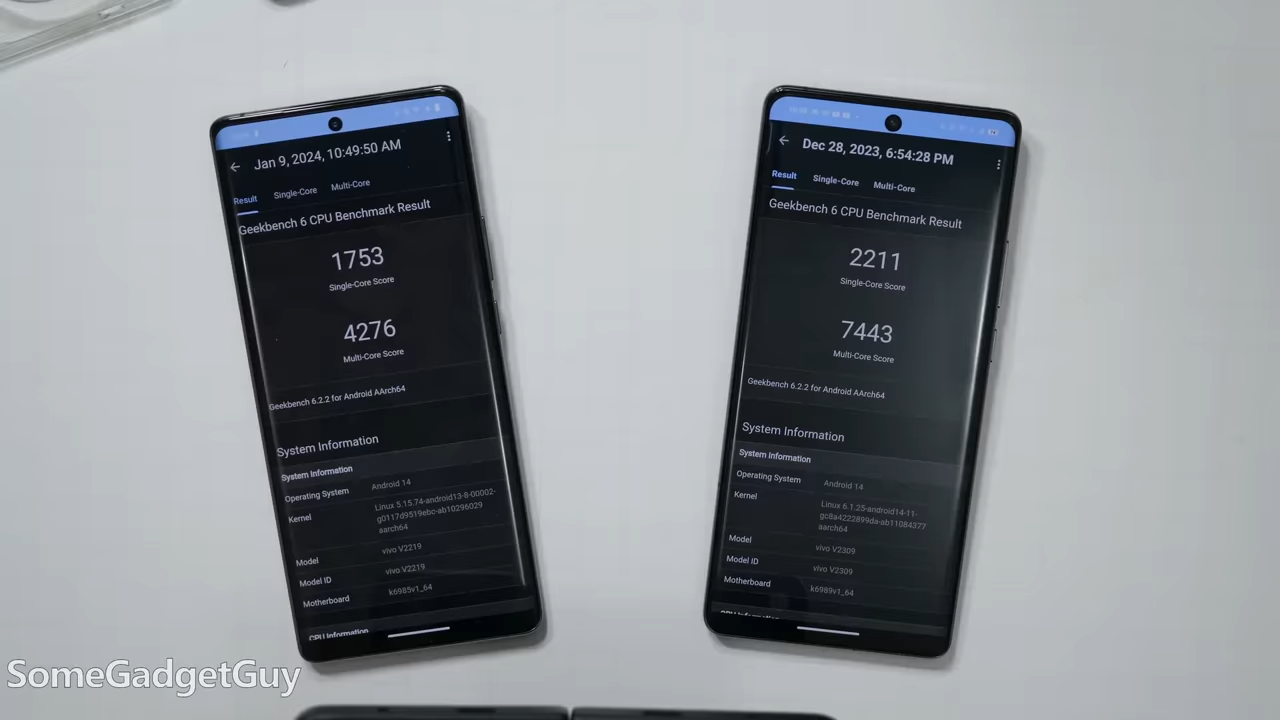 Jan 9, 2024, 10:49:50 AM
Result Single-Core Multi-Core
Geekbench 6 CPU Benchmark Result
1753
Single-Core Score
4276
Multi-Core Score
Geekbench 6.2.2 for Android AArch64
System Information
System Information
Operating System Android 14
Kernel Linux 5.15.74-android13-8-00002-
g0117d9519ebc-ab10296029
aarch64
Model vivo V2219
Model ID vivo V2219
Motherboard k6985v1_64
CPU Information
Dec 28, 2023, 6:54:28 PM
Result Single-Core Multi-Core
Geekbench 6 CPU Benchmark Result
2211
Single-Core Score
7443
Multi-Core Score
Geekbench 6.2.2 for Android AArch64
System Information
System Information
Operating System Android 14
Kernel Linux 6.1.25-android14-11-
gc8a4222899da-ab11084377
aarch64
Model vivo V2309
Model ID vivo V2309
Motherboard k6989v1_64
CPU Information
SomeGadgetGuy